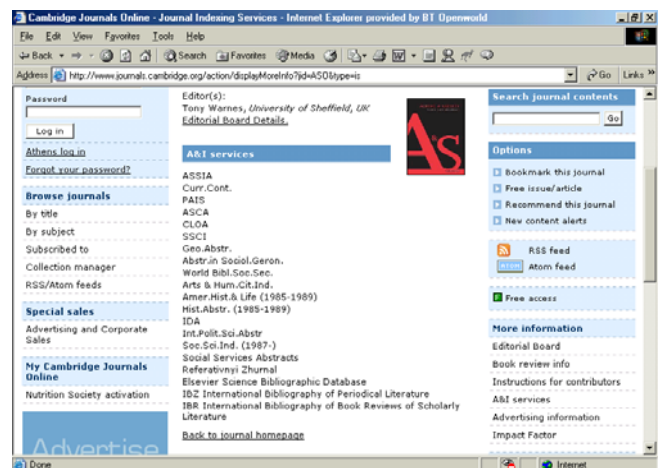 Cambridge Journals Online - Journal Indexing Services - Internet Explorer provided by BT Openworld
File Edit View Favorites Tools Help
Back Search Favorites Media
Address http://www.journals.cambridge.org/action/displayMoreInfo?jid=ASO&type=is Go Links »
Password
Log in
Athens log in
Forgot your password?
Browse journals
By title
By subject
Subscribed to
Collection manager
RSS/Atom feeds
Special sales
Advertising and Corporate
Sales
My Cambridge Journals
Online
Nutrition Society activation
Advertise
Editor(s):
Tony Warnes, University of Sheffield, UK
Editorial Board Details.
A&S
A&I services
ASSIA
Curr.Cont.
PAIS
ASCA
CLOA
SSCI
Geo.Abstr.
Abstr.in Sociol.Geron.
World Bibl.Soc.Sec.
Arts & Hum.Cit.Ind.
Amer.Hist.& Life (1985-1989)
Hist.Abstr. (1985-1989)
IDA
Int.Polit.Sci.Abstr
Soc.Sci.Ind. (1987-)
Social Services Abstracts
Referativnyi Zhurnal
Elsevier Science Bibliographic Database
IBZ International Bibliography of Periodical Literature
IBR International Bibliography of Book Reviews of Scholarly
Literature
Back to journal homepage
Search journal contents
Go
Options
Bookmark this journal
Free issue/article
Recommend this journal
New content alerts
RSS feed
Atom feed
Free access
More information
Editorial Board
Book review info
Instructions for contributors
A&I services
Advertising information
Impact Factor
Done Internet